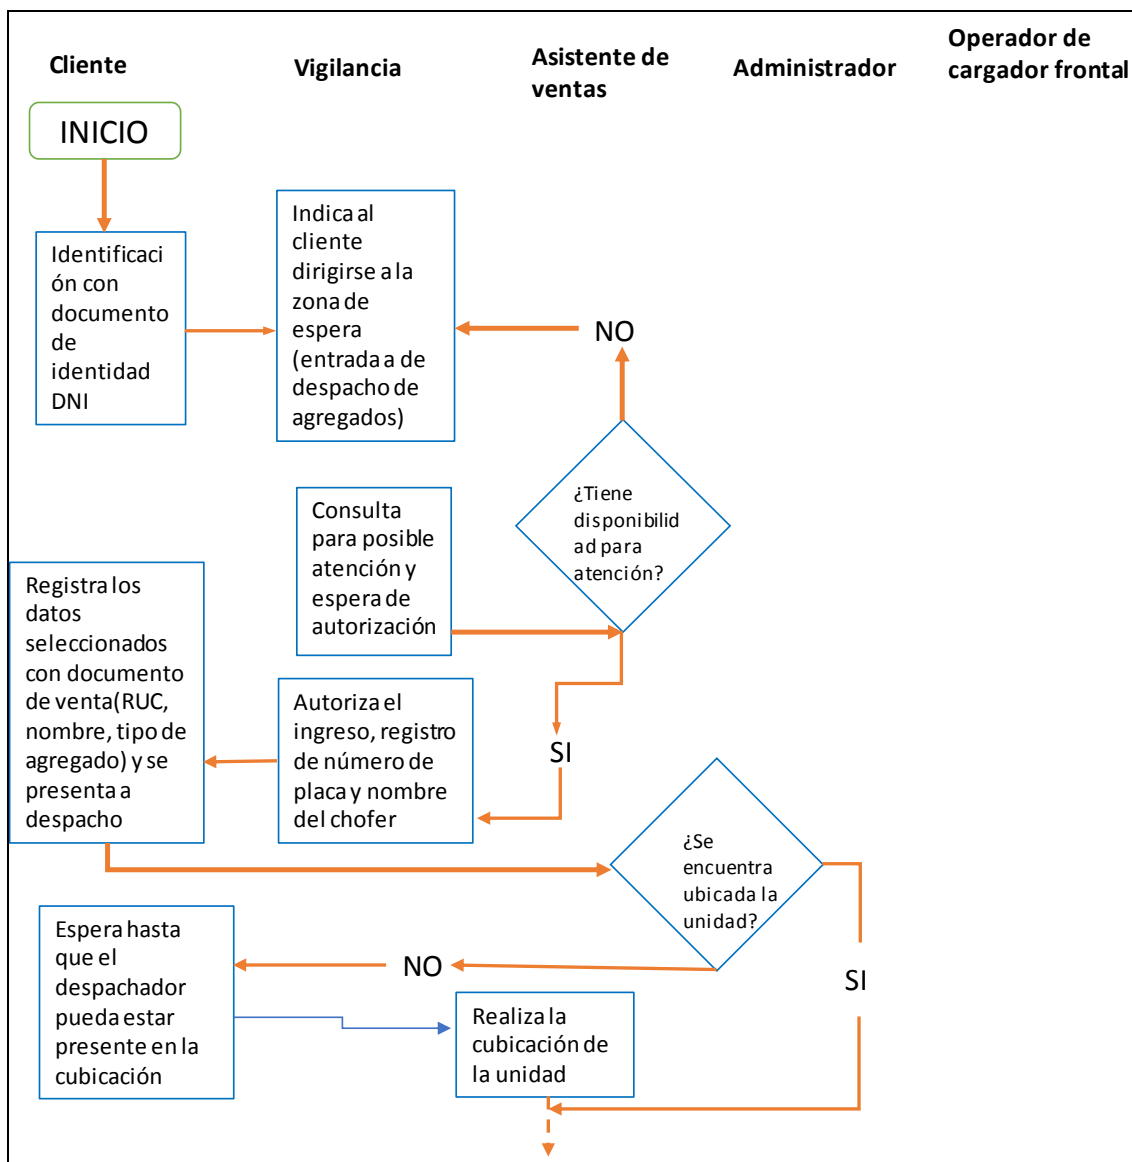 Cliente
Vigilancia
Asistente de
ventas
Administrador
Operador de
cargador frontal
INICIO
Identificaci
ón con
documento
de
identidad
DNI
Indica al
cliente
dirigirse a la
zona de
espera
(entrada a de
despacho de
agregados)
NO
¿Tiene
disponibilid
ad para
atención?
Consulta
para posible
atención y
espera de
autorización
Registra los
datos
seleccionados
con documento
de venta(RUC,
nombre, tipo de
agregado) y se
presenta a
despacho
Autoriza el
ingreso, registro
de número de
placa y nombre
del chofer
SI
¿Se
encuentra
ubicada la
unidad?
Espera hasta
que el
despachador
pueda estar
presente en la
cubicación
NO
SI
Realiza la
cubicación de
la unidad